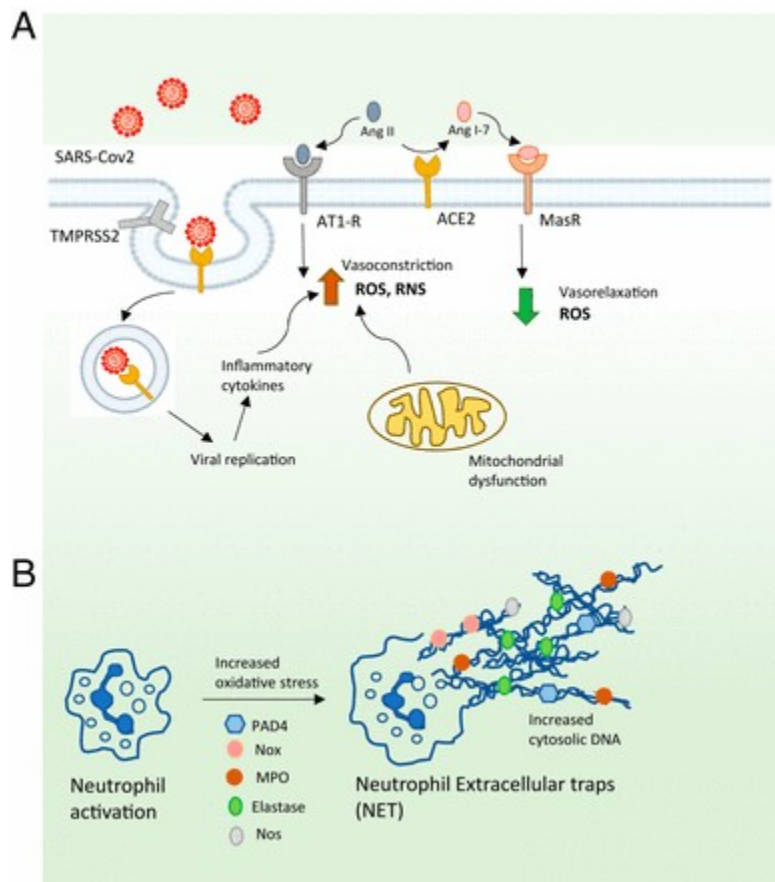 A
SARS-Cov2
Ang II
Ang I-7
TMPRSS2
AT1-R
ACE2
MasR
Vasoconstriction
ROS, RNS
Vasorelaxation
ROS
Inflammatory
cytokines
Viral replication
Mitochondrial
dysfunction
B
Increased
oxidative stress
PAD4
Nox
MPO
Elastase
Nos
Increased
cytosolic DNA
Neutrophil
activation
Neutrophil Extracellular traps
(NET)